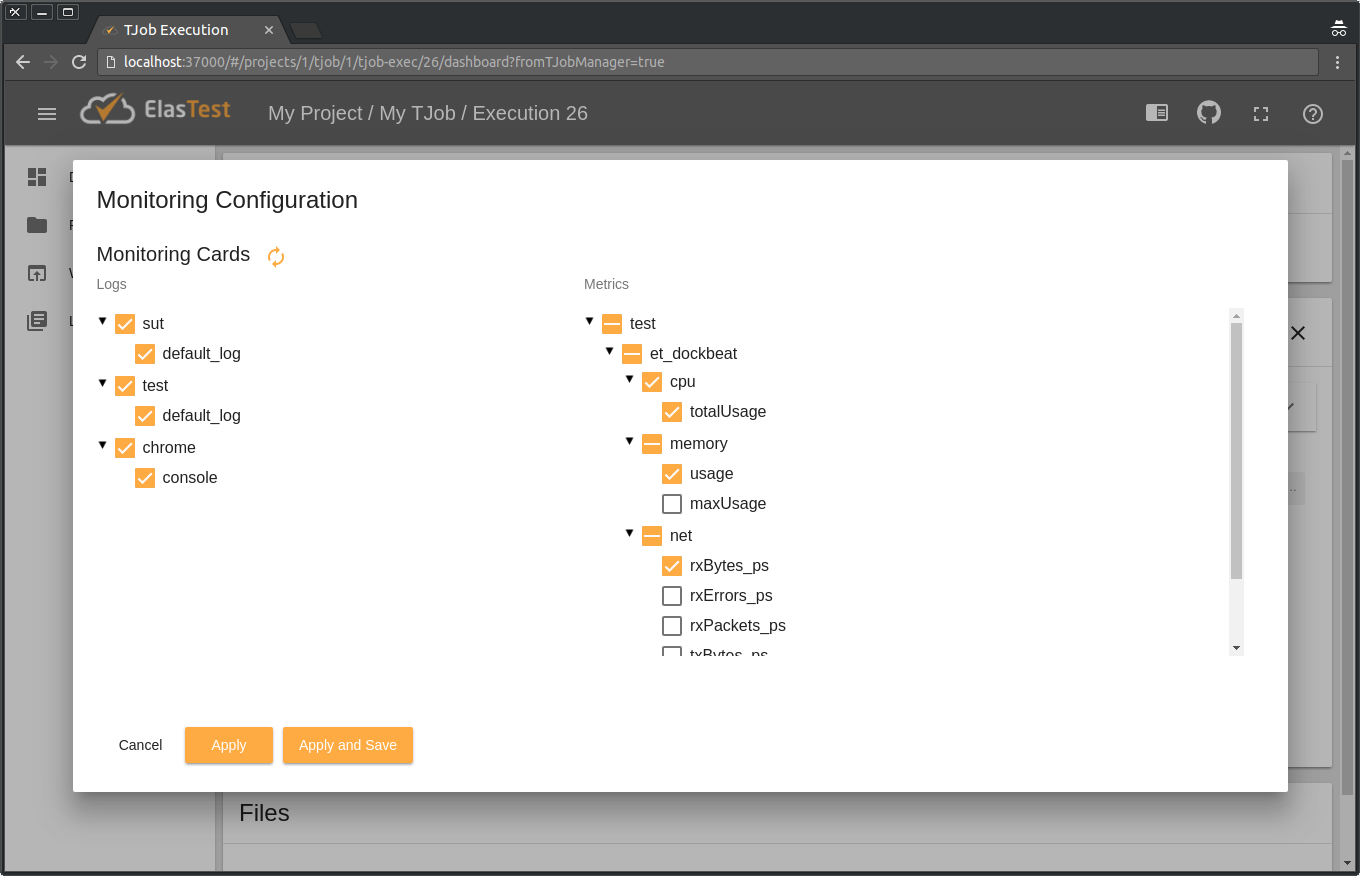 TJob Execution
localhost:37000/#/projects/1/tjob/1/tjob-exec/26/dashboard?fromTJobManager=true
ElasTest
My Project / My TJob / Execution 26
Monitoring Configuration
Monitoring Cards
Logs
sut
default_log
test
default_log
chrome
console
Metrics
test
et_dockbeat
cpu
totalUsage
memory
usage
maxUsage
net
rxBytes_ps
rxErrors_ps
rxPackets_ps
txBytes_ps
Cancel
Apply
Apply and Save
Files